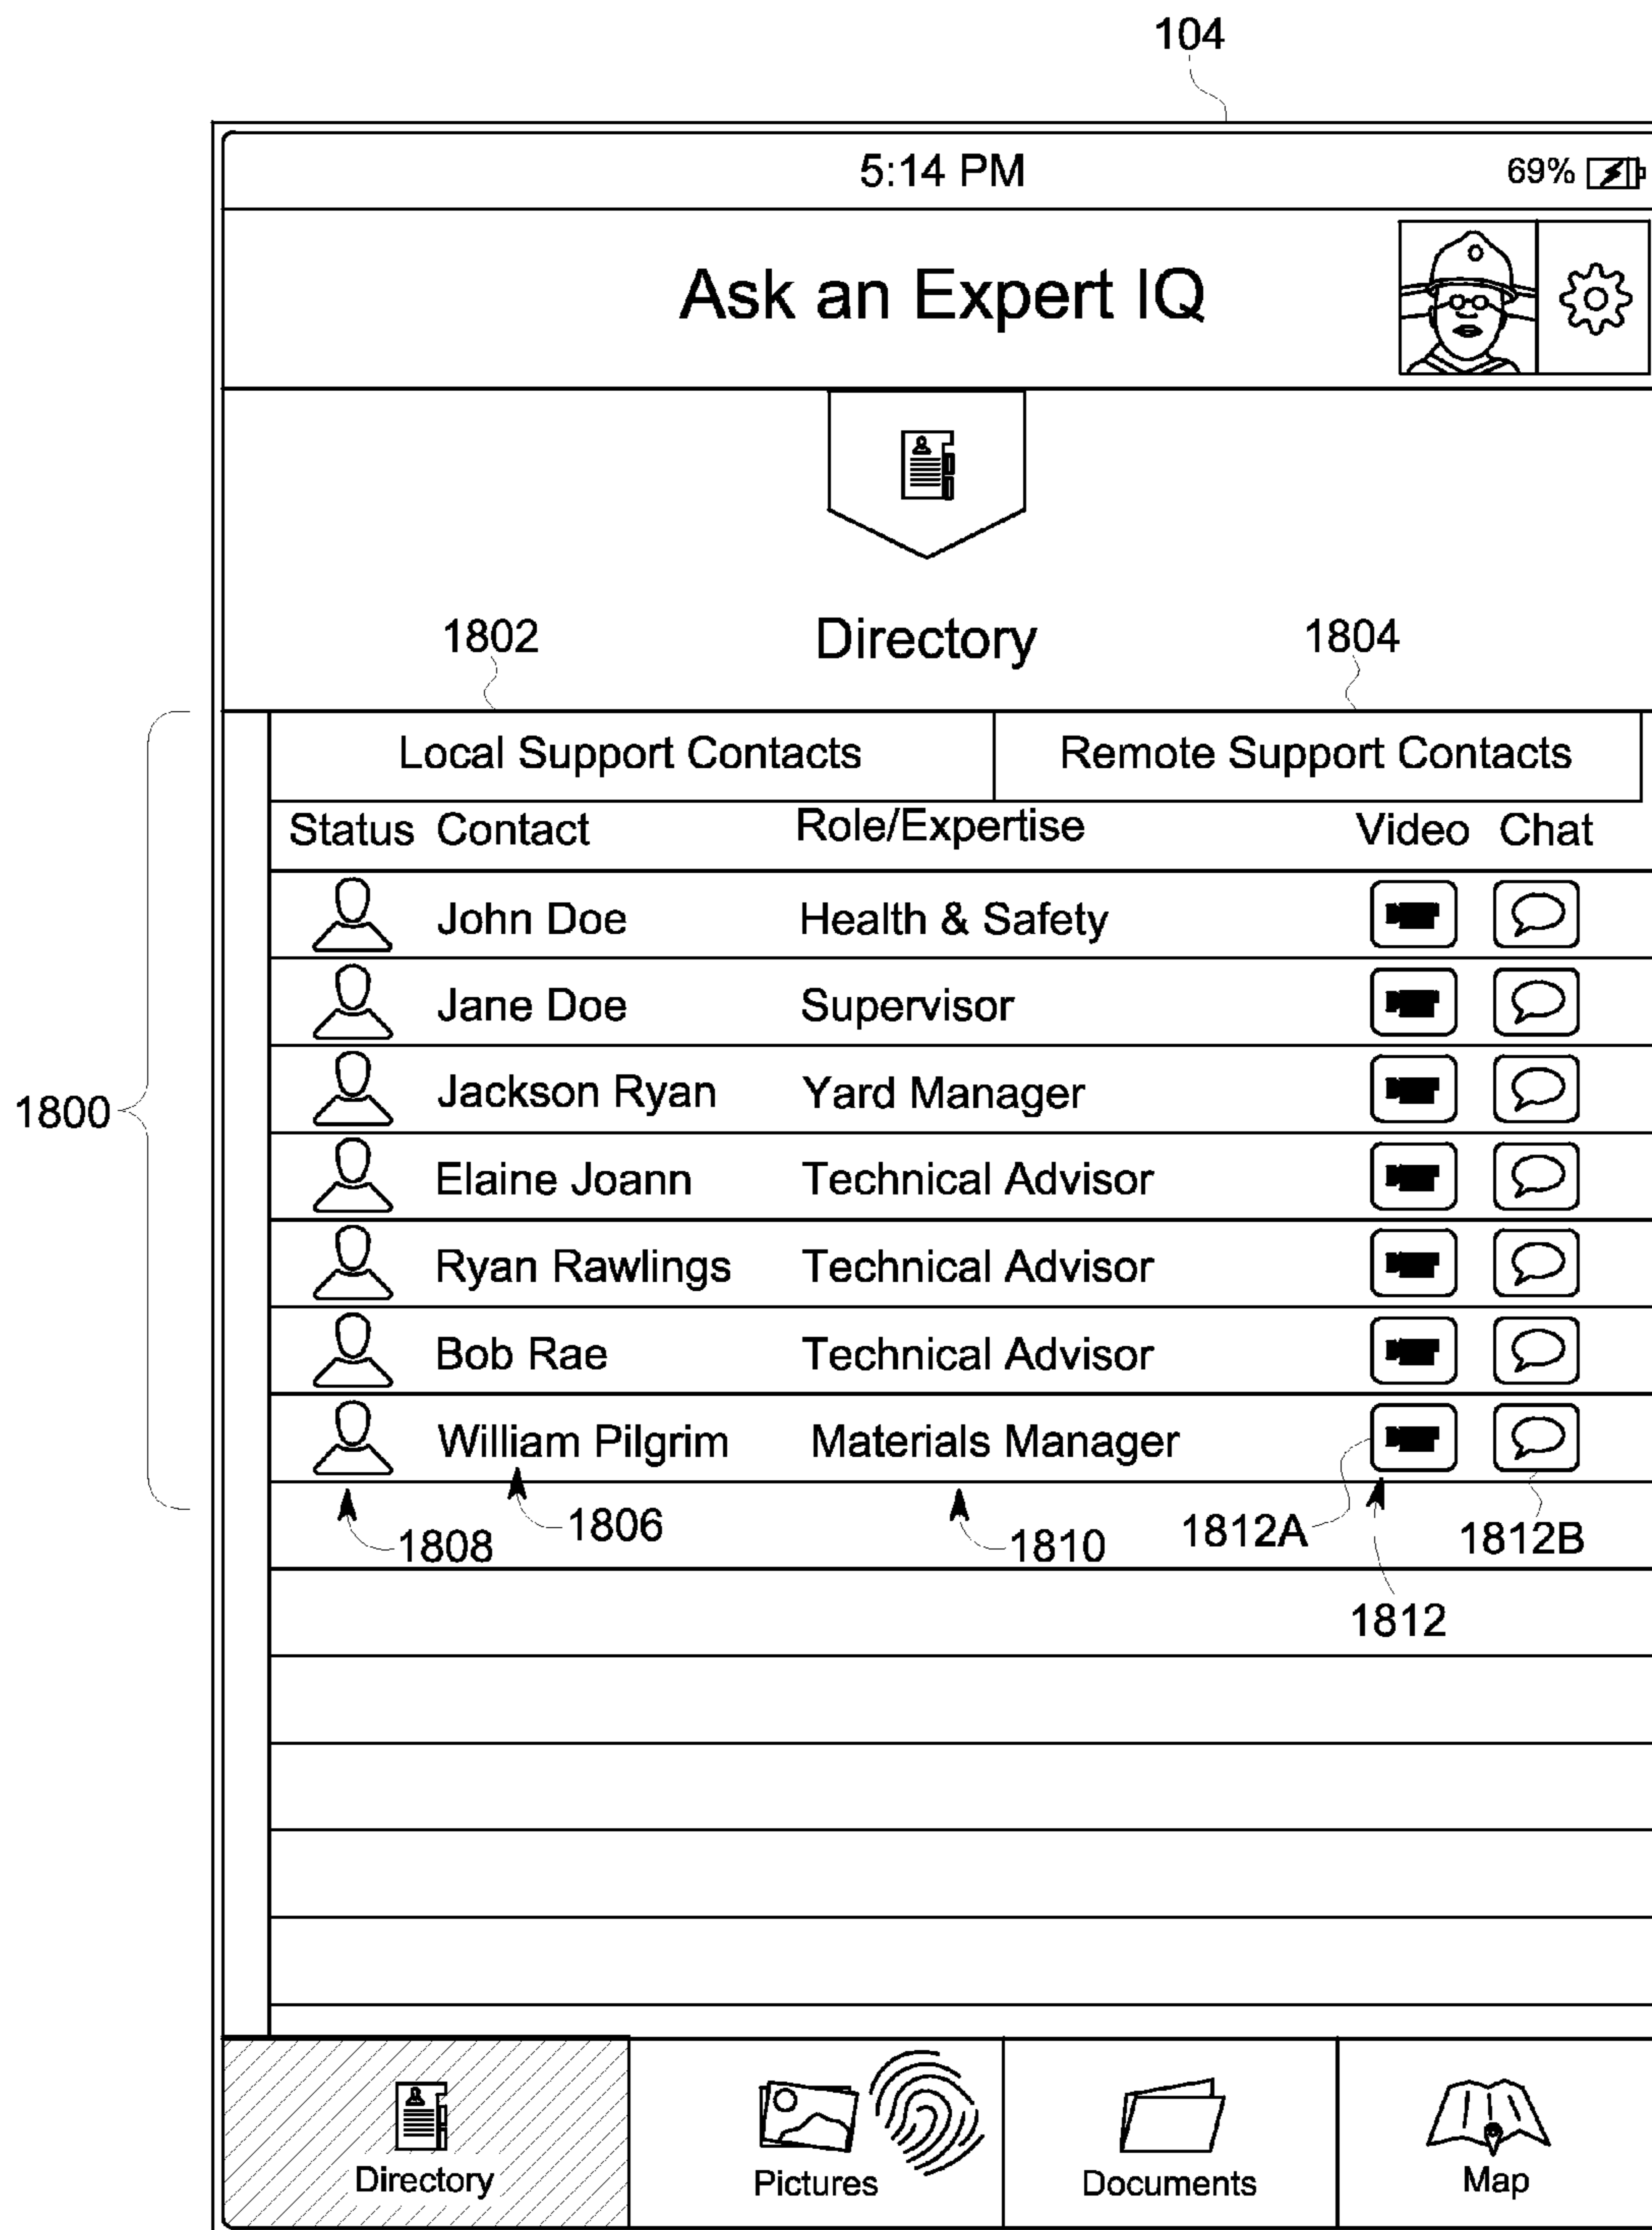 104
5:14 PM 69%
Ask an Expert IQ
1802 Directory 1804
Local Support Contacts Remote Support Contacts
Status Contact Role/Expertise Video Chat
John Doe Health & Safety
Jane Doe Supervisor
Jackson Ryan Yard Manager
1800
Elaine Joann Technical Advisor
Ryan Rawlings Technical Advisor
Bob Rae Technical Advisor
William Pilgrim Materials Manager
1808 1806 1810 1812A 1812B
1812
Directory Pictures Documents Map